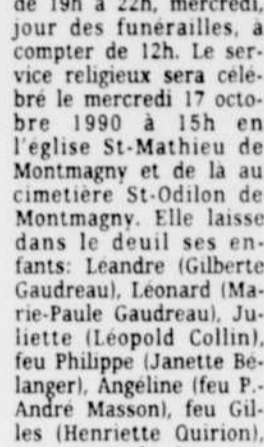 de 19h à 22h, mercredi,
jour des funérailles, à
compter de 12h. Le ser-
vice religieux sera célé-
bré le mercredi 17 octo-
bre 1990 à 15h en
l'église St-Mathieu de
Montmagny et de là au
cimetière St-Odilon de
Montmagny. Elle laisse
dans le deuil ses en-
fants: Léandre (Gilberte
Gaudreau), Léonard (Ma-
rie-Paule Gaudreau), Ju-
liette (Léopold Collin),
feu Philippe (Janette Bé-
langer), Angéline (feu P.-
André Masson), feu Gil-
les (Henriette Quirion),